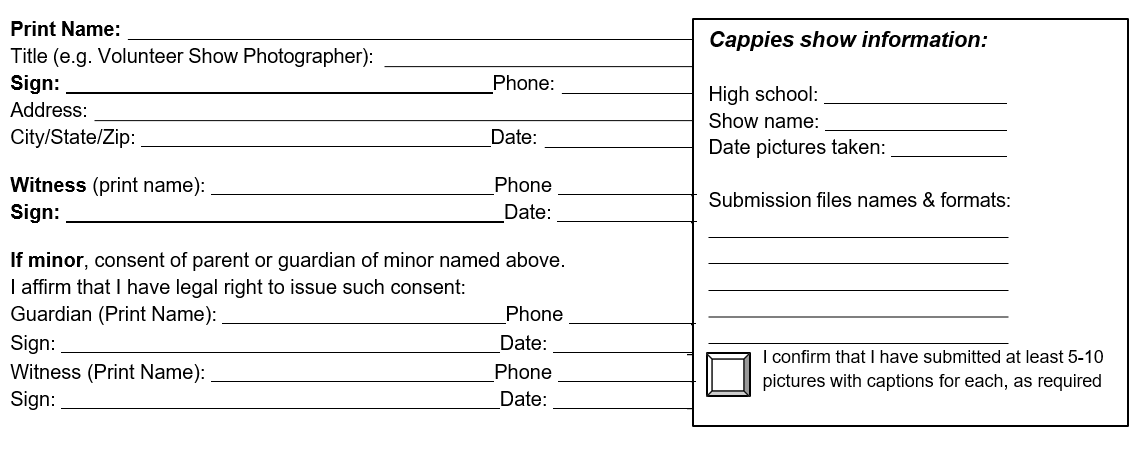 Print Name:
Title (e.g. Volunteer Show Photographer):
Sign: Phone:
Address:
City/State/Zip: Date:
Witness (print name): Phone
Sign: Date:
If minor, consent of parent or guardian of minor named above.
I affirm that I have legal right to issue such consent:
Guardian (Print Name): Phone
Sign: Date:
Witness (Print Name): Phone
Sign: Date:
Cappies show information:
High school:
Show name:
Date pictures taken:
Submission files names & formats:
I confirm that I have submitted at least 5-10
pictures with captions for each, as required